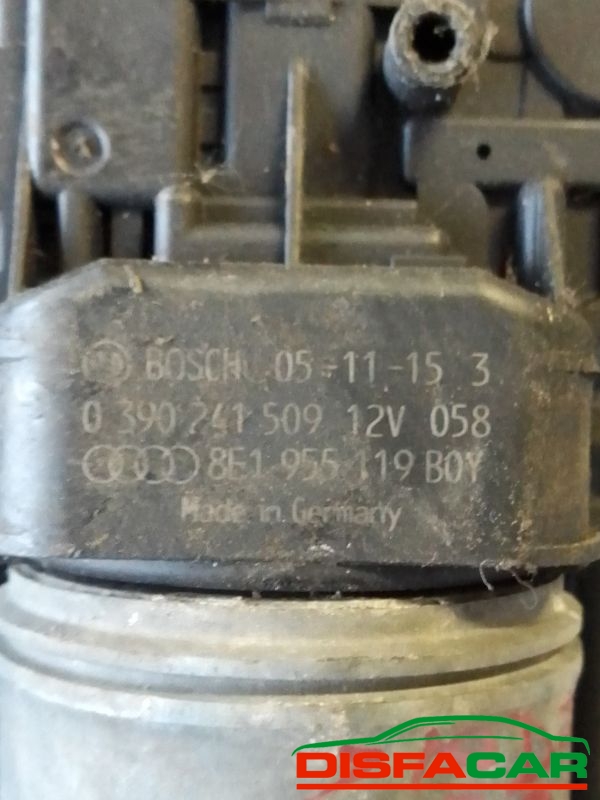 BOSCH 05-11-15 3
0 390 241 509 12V 058
8E1 955 119 B0Y
Made in Germany
DISFACAR